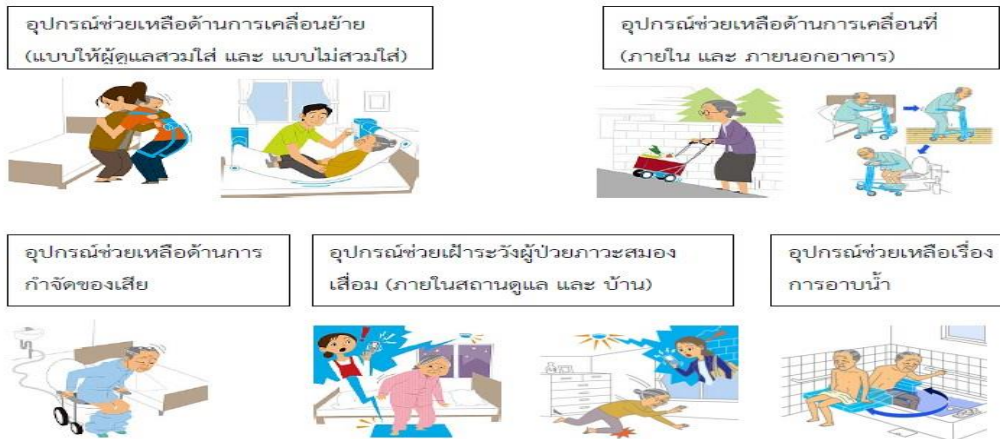 อุปกรณ์ช่วยเหลือด้านการเคลื่อนย้าย
(แบบให้ผู้ดูแลสวมใส่ และ แบบไม่สวมใส่)
อุปกรณ์ช่วยเหลือด้านการเคลื่อนที่
(ภายใน และ ภายนอกอาคาร)
อุปกรณ์ช่วยเหลือด้านการ
กำจัดของเสีย
อุปกรณ์ช่วยเฝ้าระวังผู้ป่วยภาวะสมอง
เสื่อม (ภายในสถานดูแล และ บ้าน)
อุปกรณ์ช่วยเหลือเรื่อง
การอาบน้ำ